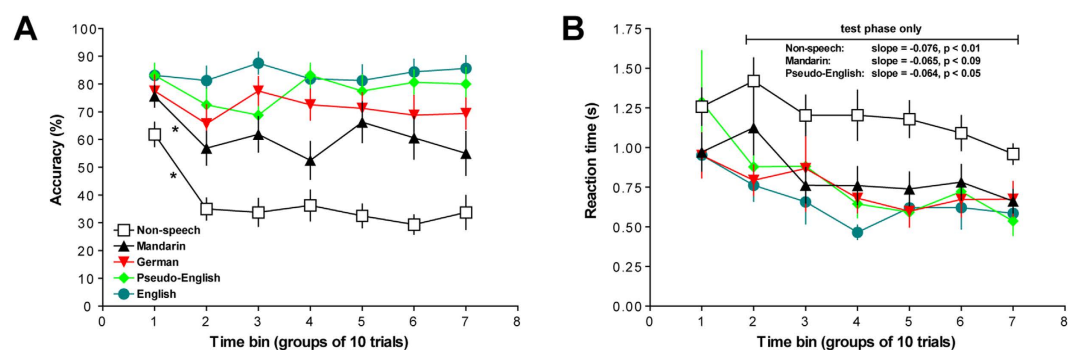 A
Accuracy (%)
100
90
80
70
60
50
40
30
20
10
0
*
*
Non-speech
Mandarin
German
Pseudo-English
English
0 1 2 3 4 5 6 7 8
Time bin (groups of 10 trials)
B
test phase only
Non-speech: slope = -0.076, p < 0.01
Mandarin: slope = -0.065, p < 0.09
Pseudo-English: slope = -0.064, p < 0.05
Reaction time (s)
1.75
1.50
1.25
1.00
0.75
0.50
0.25
0.00
0 1 2 3 4 5 6 7 8
Time bin (groups of 10 trials)